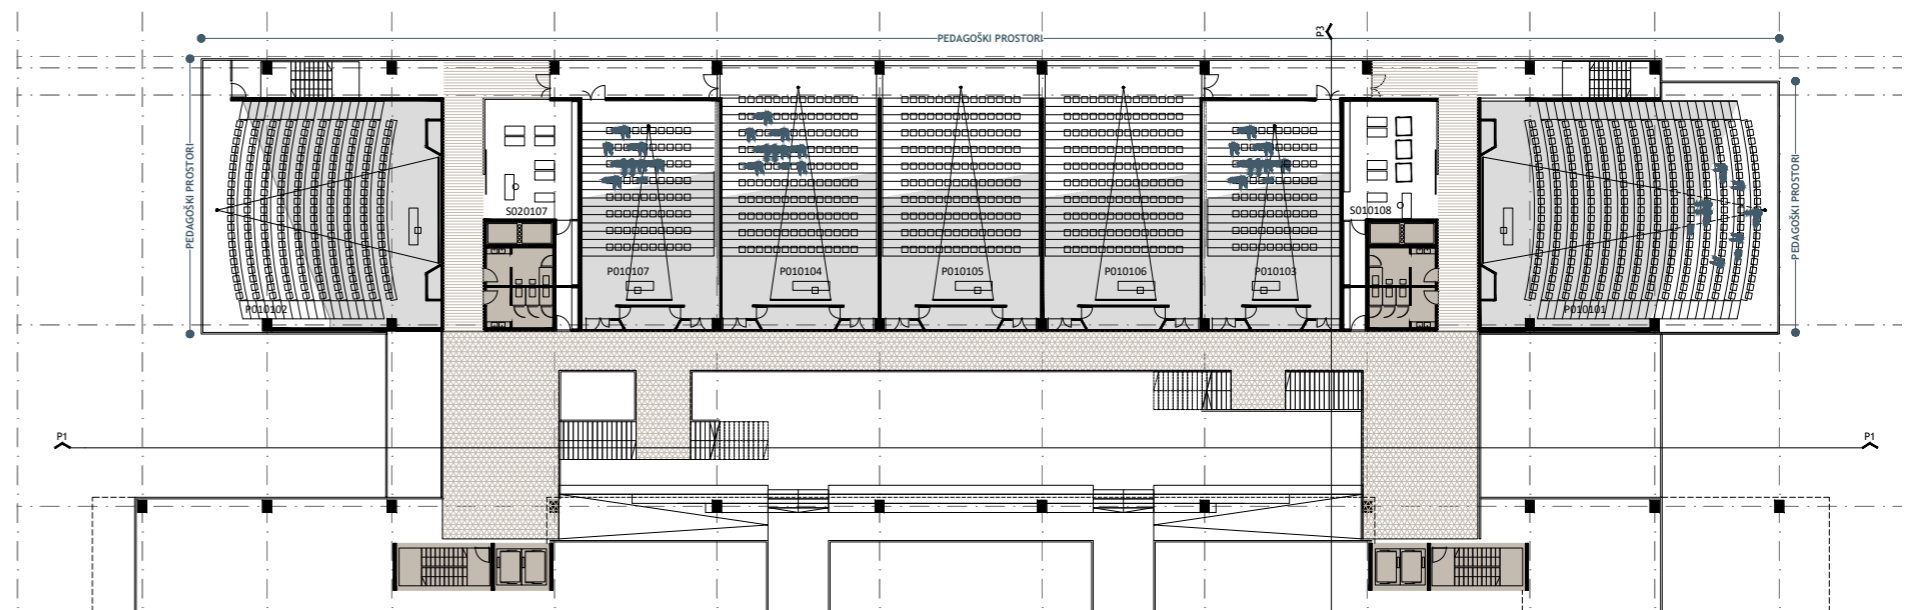 P3
PEDAGOŠKI PROSTORI
PEDAGOŠKI PROSTORI
PEDAGOŠKI PROSTORI
S020107
S010108
P010107
P010104
P010105
P010106
P010103
P010102
P010101
P1
P1